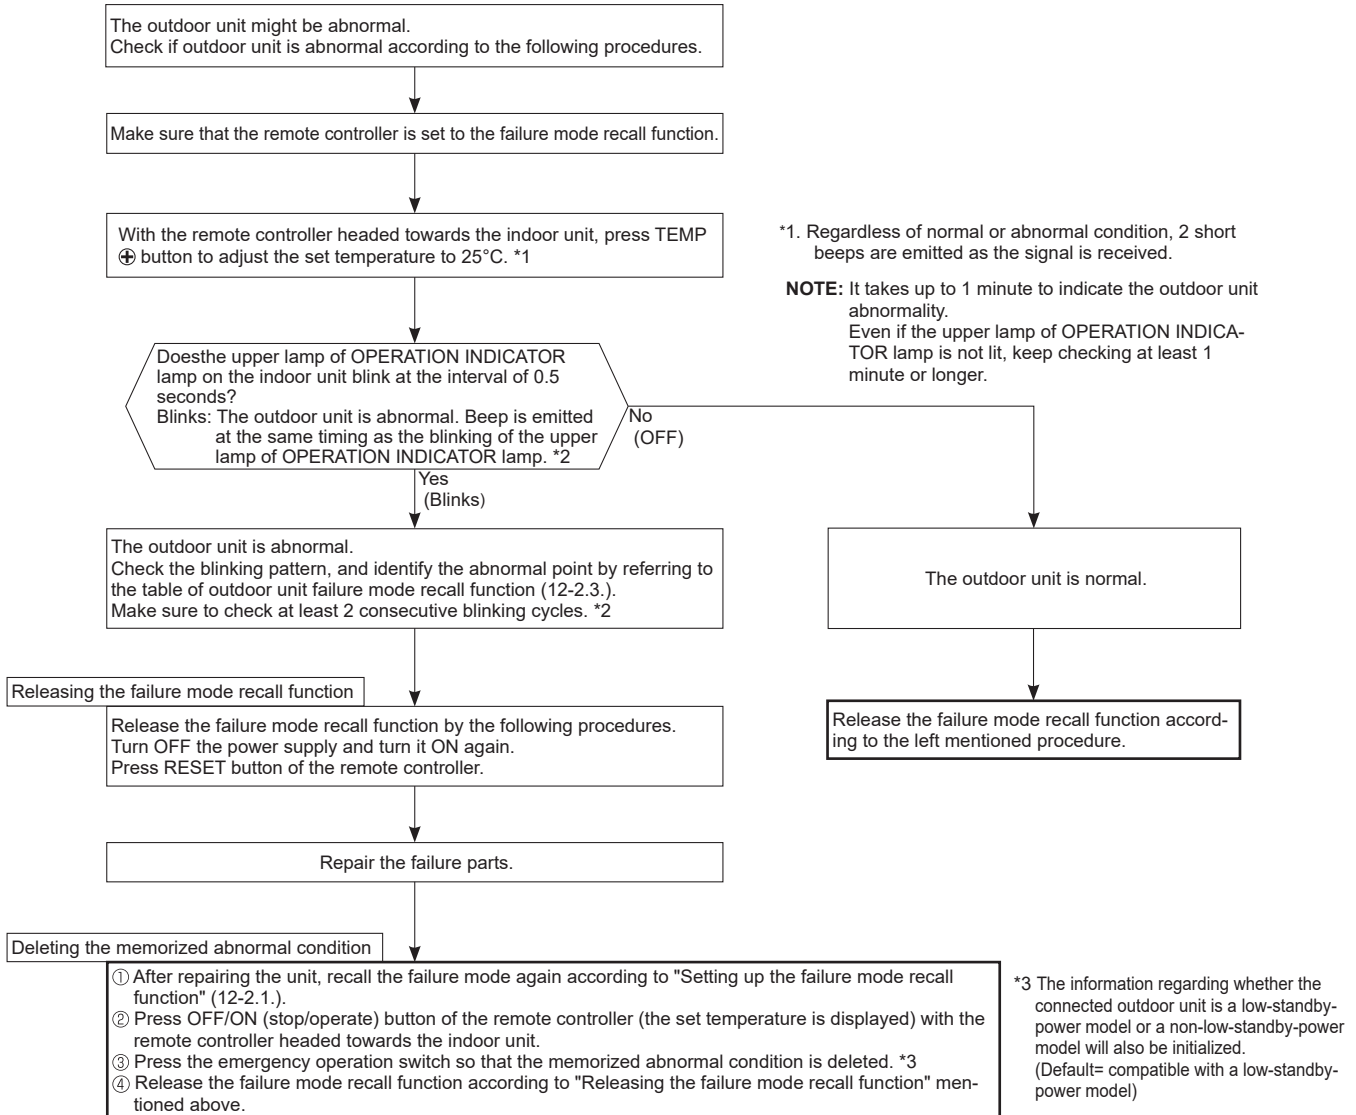 The outdoor unit might be abnormal.
Check if outdoor unit is abnormal according to the following procedures.
Make sure that the remote controller is set to the failure mode recall function.
With the remote controller headed towards the indoor unit, press TEMP
⊕ button to adjust the set temperature to 25°C. *1
*1. Regardless of normal or abnormal condition, 2 short
beeps are emitted as the signal is received.
NOTE: It takes up to 1 minute to indicate the outdoor unit
abnormality.
Even if the upper lamp of OPERATION INDICA-
TOR lamp is not lit, keep checking at least 1
minute or longer.
Doesthe upper lamp of OPERATION INDICATOR
lamp on the indoor unit blink at the interval of 0.5
seconds?
Blinks: The outdoor unit is abnormal. Beep is emitted
at the same timing as the blinking of the upper
lamp of OPERATION INDICATOR lamp. *2
No
(OFF)
Yes
(Blinks)
The outdoor unit is abnormal.
Check the blinking pattern, and identify the abnormal point by referring to
the table of outdoor unit failure mode recall function (12-2.3.).
Make sure to check at least 2 consecutive blinking cycles. *2
The outdoor unit is normal.
Releasing the failure mode recall function
Release the failure mode recall function by the following procedures.
Turn OFF the power supply and turn it ON again.
Press RESET button of the remote controller.
Release the failure mode recall function accord-
ing to the left mentioned procedure.
Repair the failure parts.
Deleting the memorized abnormal condition
① After repairing the unit, recall the failure mode again according to "Setting up the failure mode recall
function" (12-2.1.).
② Press OFF/ON (stop/operate) button of the remote controller (the set temperature is displayed) with the
remote controller headed towards the indoor unit.
③ Press the emergency operation switch so that the memorized abnormal condition is deleted. *3
④ Release the failure mode recall function according to "Releasing the failure mode recall function" men-
tioned above.
*3 The information regarding whether the
connected outdoor unit is a low-standby-
power model or a non-low-standby-power
model will also be initialized.
(Default= compatible with a low-standby-
power model)